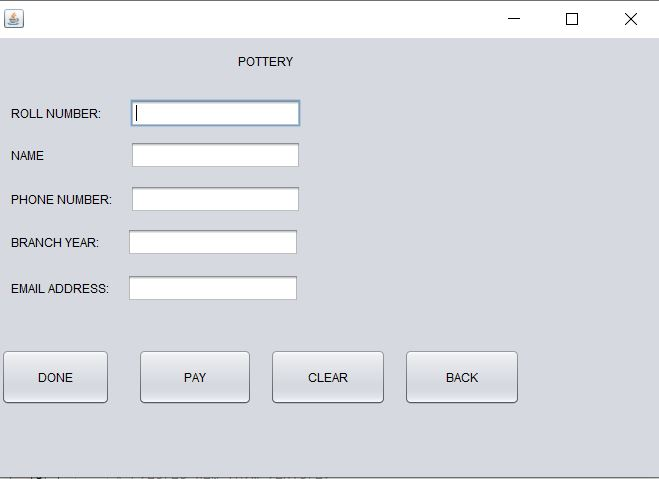 POTTERY
ROLL NUMBER:
NAME
PHONE NUMBER:
BRANCH YEAR:
EMAIL ADDRESS:
DONE PAY CLEAR BACK